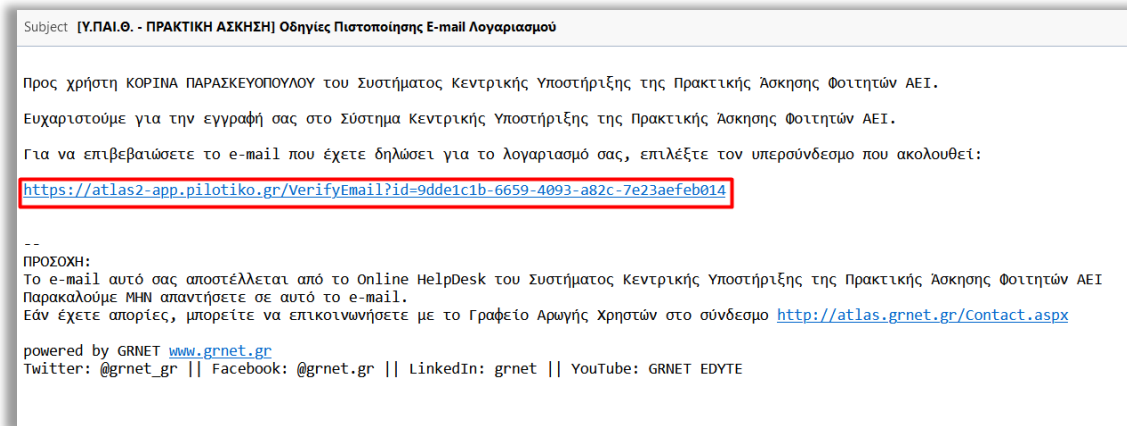 Subject [Υ.ΠΑΙ.Θ. - ΠΡΑΚΤΙΚΗ ΑΣΚΗΣΗ] Οδηγίες Πιστοποίησης E-mail Λογαριασμού
Προς χρήστη ΚΟΡΙΝΑ ΠΑΡΑΣΚΕΥΟΠΟΥΛΟΥ του Συστήματος Κεντρικής Υποστήριξης της Πρακτικής Άσκησης Φοιτητών ΑΕΙ.
Ευχαριστούμε για την εγγραφή σας στο Σύστημα Κεντρικής Υποστήριξης της Πρακτικής Άσκησης Φοιτητών ΑΕΙ.
Για να επιβεβαιώσετε το e-mail που έχετε δηλώσει για το λογαριασμό σας, επιλέξτε τον υπερσύνδεσμο που ακολουθεί:
https://atlas2-app.pilotiko.gr/VerifyEmail?id=9dde1c1b-6659-4093-a82c-7e23aefeb014
--
ΠΡΟΣΟΧΗ:
Το e-mail αυτό σας αποστέλλεται από το Online HelpDesk του Συστήματος Κεντρικής Υποστήριξης της Πρακτικής Άσκησης Φοιτητών ΑΕΙ
Παρακαλούμε ΜΗΝ απαντήσετε σε αυτό το e-mail.
Εάν έχετε απορίες, μπορείτε να επικοινωνήσετε με το Γραφείο Αρωγής Χρηστών στο σύνδεσμο http://atlas.grnet.gr/Contact.aspx
powered by GRNET www.grnet.gr
Twitter: @grnet_gr || Facebook: @grnet.gr || LinkedIn: grnet || YouTube: GRNET EDYTE